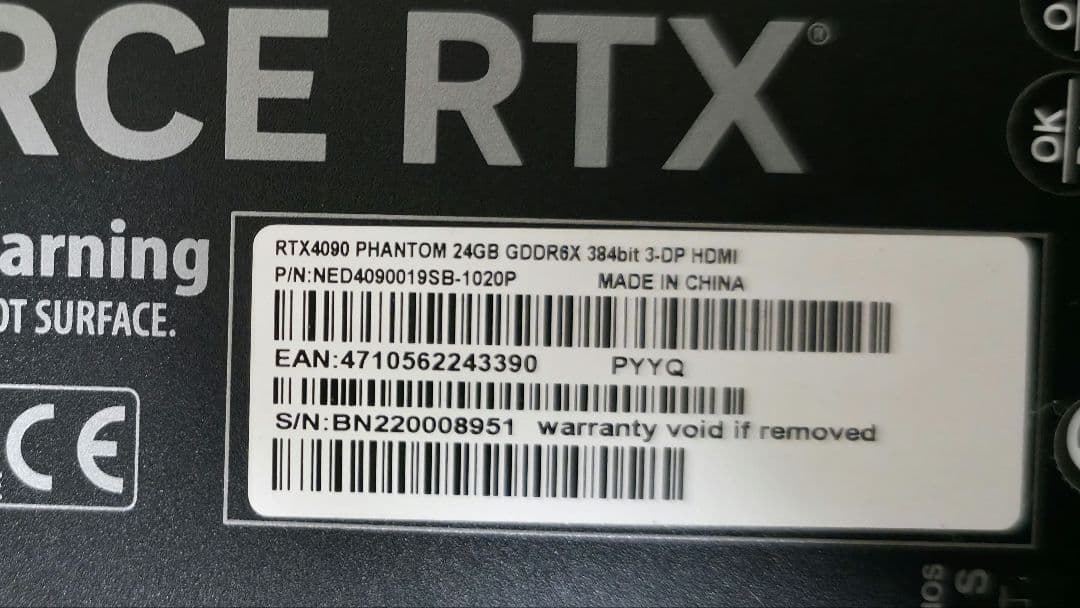 RCE RTX®
OK
arning
OT SURFACE.
RTX4090 PHANTOM 24GB GDDR6X 384bit 3-DP HDMI
P/N:NED4090019SB-1020P MADE IN CHINA
EAN:4710562243390 PYYQ
S/N:BN220008951 warranty void if removed
CE